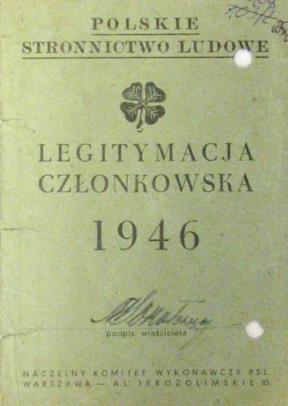 POLSKIE
STRONNICTWO LUDOWE
LEGITYMACJA
CZŁONKOWSKA
1946
podpis właściciela
NACZELNY KOMITET WYKONAWCZY PSL
WARSZAWA — AL. JEROZOLIMSKIE 85